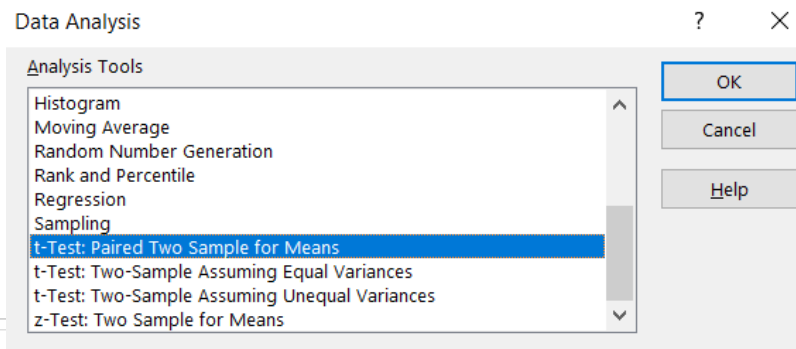 Data Analysis
?
Analysis Tools
OK
Histogram
Moving Average
Cancel
Random Number Generation
Rank and Percentile
Help
Regression
Sampling
t-Test: Paired Two Sample for Means
t-Test: Two-Sample Assuming Equal Variances
t-Test: Two-Sample Assuming Unequal Variances
z-Test: Two Sample for Means